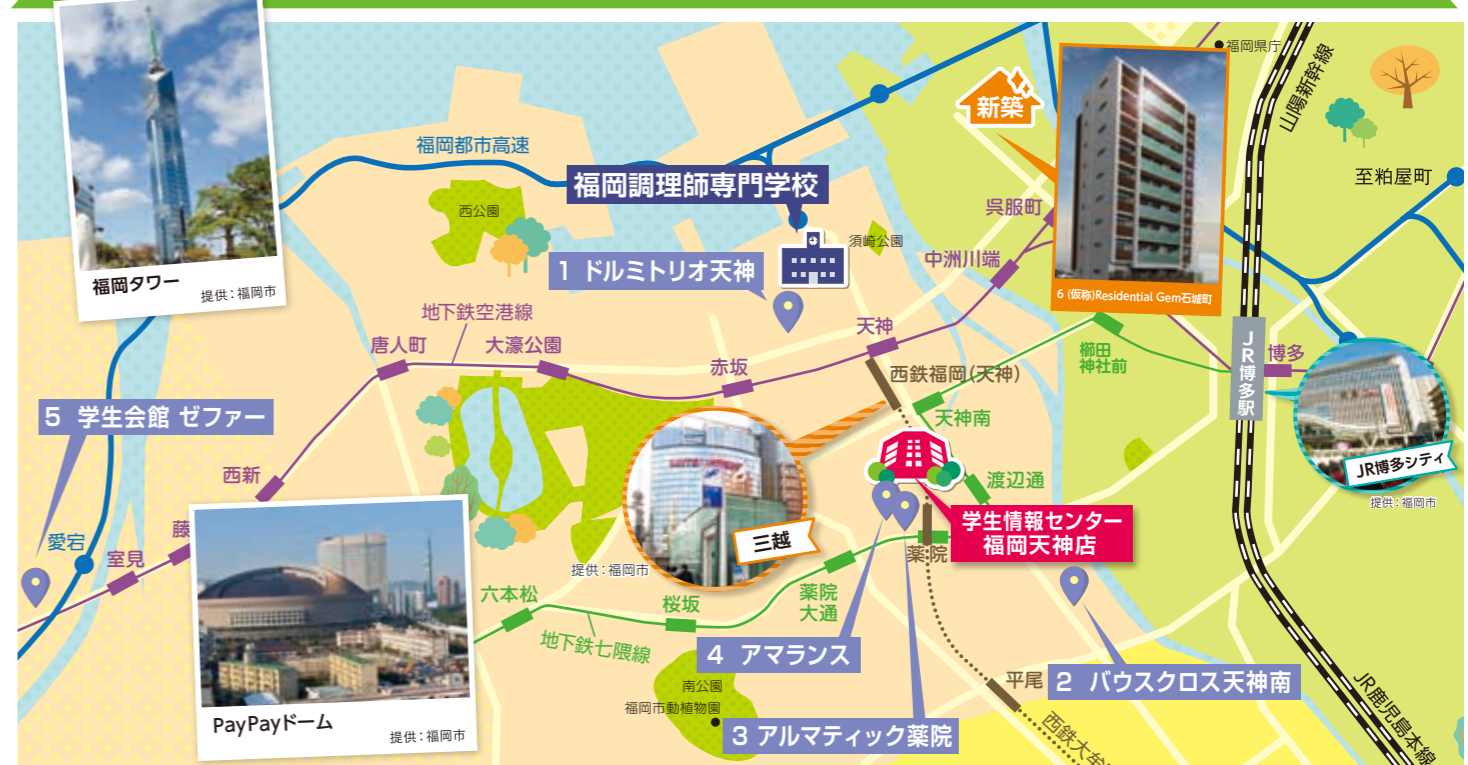 福岡県庁
山陽新幹線
新築
福岡都市高速
福岡調理師専門学校
至粕屋町
西公園
呉服町
須崎公園
中洲川端
1 ドルミトリオ天神
福岡タワー
提供：福岡市
6 (仮称)Residential Gem石城町
地下鉄空港線
唐人町
大濠公園
天神
赤坂
西鉄福岡(天神)
櫛田
神社前
JR博多駅
博多
5 学生会館 ゼファー
天神南
西新
渡辺通
JR博多シティ
提供：福岡市
学生情報センター
福岡天神店
三越
提供：福岡市
藤
愛宕
室見
薬院
六本松
桜坂
薬院
大通
地下鉄七隈線
4 アマランス
南公園
福岡市動植物園
平尾
2 バウスクロス天神南
3 アルマティック薬院
PayPayドーム
提供：福岡市
西鉄大牟
JR鹿児島本線